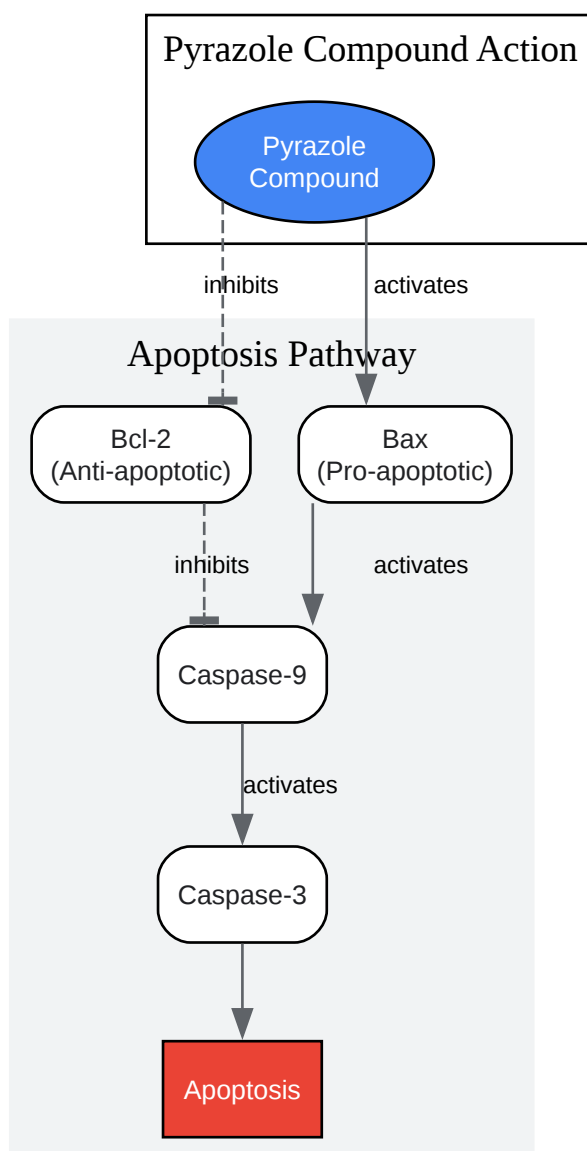 Pyrazole Compound Action
Pyrazole
Compound
inhibits
activates
Apoptosis Pathway
Bcl-2
(Anti-apoptotic)
Bax
(Pro-apoptotic)
inhibits
activates
Caspase-9
activates
Caspase-3
Apoptosis